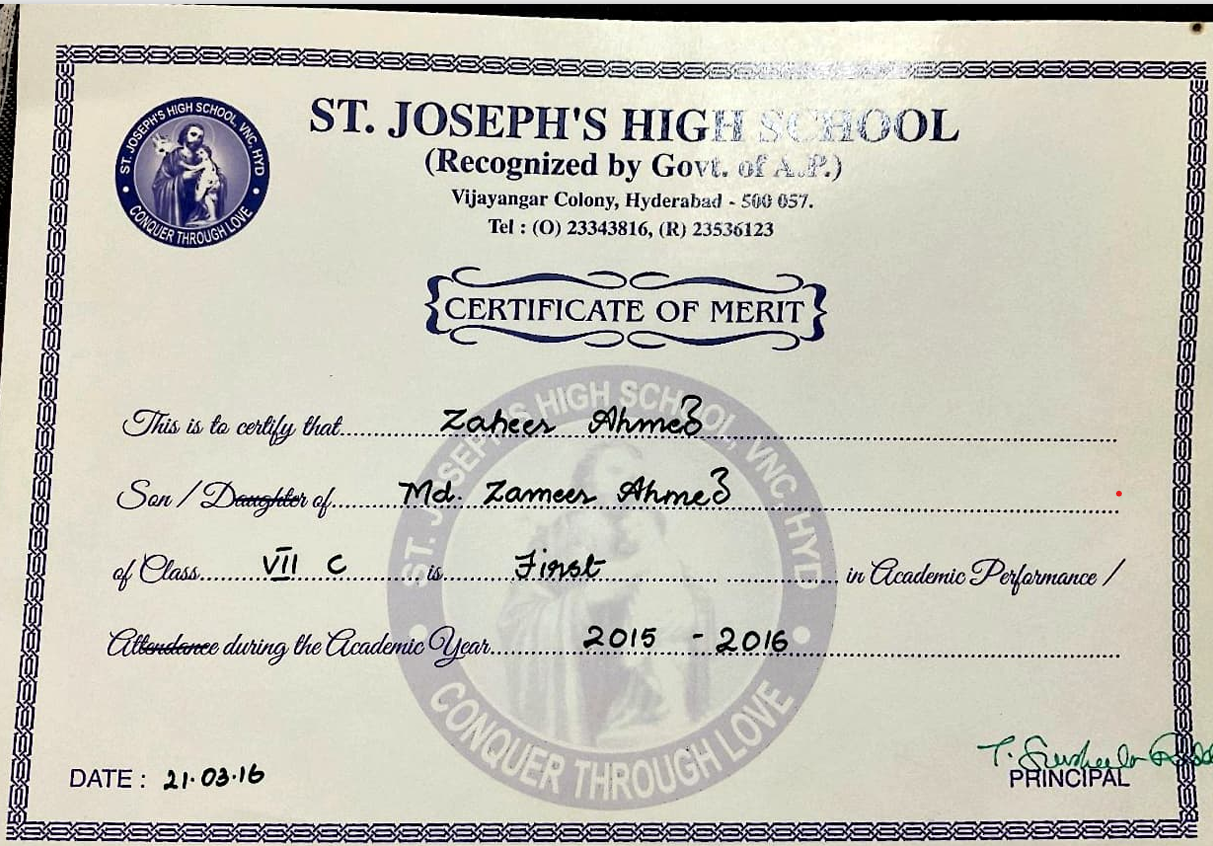 ST. JOSEPH'S HIGH SCHOOL, VNC, HYD
CONQUER THROUGH LOVE
ST. JOSEPH'S HIGH SCHOOL
(Recognized by Govt. of A.P.)
Vijayangar Colony, Hyderabad - 500 057.
Tel : (O) 23343816, (R) 23536123
CERTIFICATE OF MERIT
ST. JOSEPH'S HIGH SCHOOL, VNC, HYD
This is to certify that Zaheer Ahmed
Son / Daughter of Md. Zameer Ahmed
of Class VII C is First in Academic Performance /
Attendance during the Academic Year 2015 - 2016
CONQUER THROUGH LOVE
DATE : 21.03.16
T. Susheela
PRINCIPAL